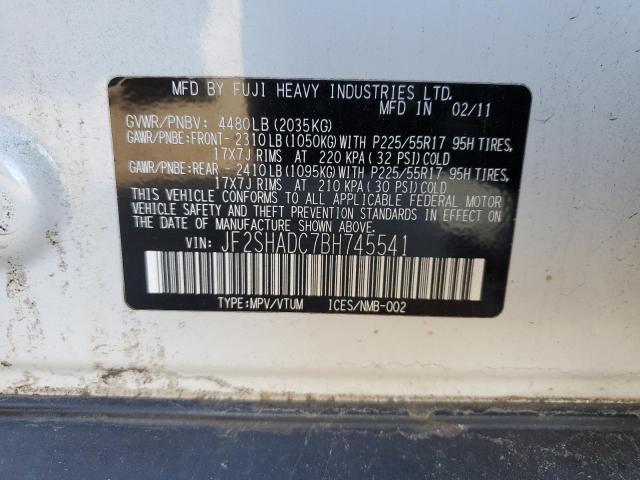 MFD BY FUJI HEAVY INDUSTRIES LTD.
MFD IN 02/11
GVWR/PNBV: 4480LB (2035KG)
GAWR/PNBE:FRONT- 2310LB (1050KG) WITH P225/55R17 95H TIRES,
17X7J RIMS AT 220 KPA ( 32 PSI) COLD
GAWR/PNBE:REAR - 2410LB (1095KG) WITH P225/55R17 95H TIRES,
17X7J RIMS AT 210 KPA ( 30 PSI) COLD
THIS VEHICLE CONFORMS TO ALL APPLICABLE FEDERAL MOTOR
VEHICLE SAFETY AND THEFT PREVENTION STANDARDS IN EFFECT ON
THE DATE OF MANUFACTURE SHOWN ABOVE.
VIN: JF2SHADC7BH745541
TYPE:MPV/VTUM ICES/NMB-002